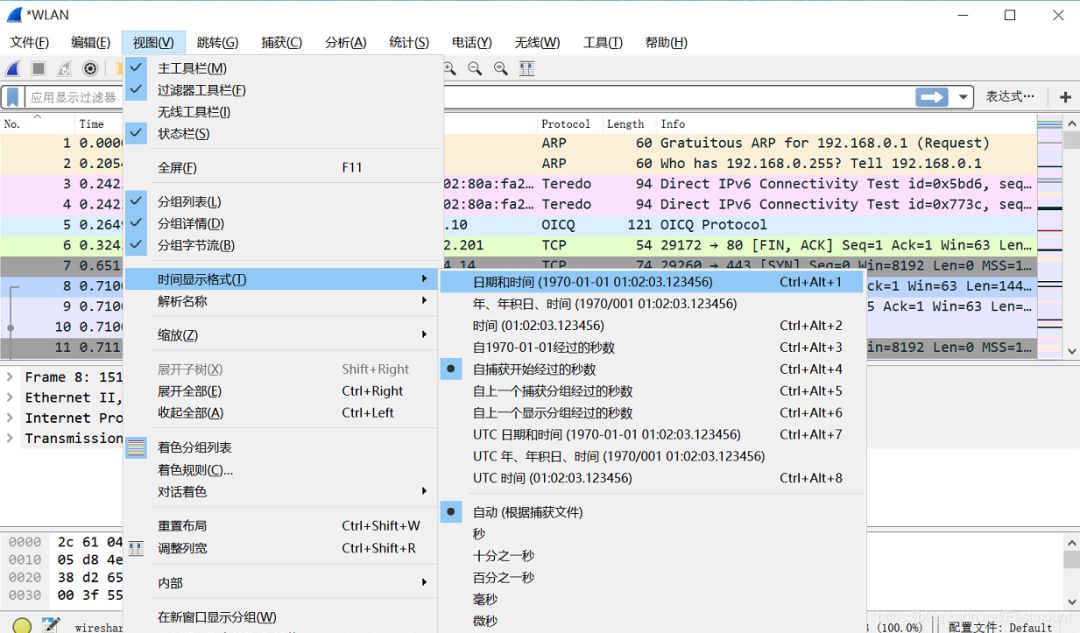 *WLAN
文件(F) 编辑(E) 视图(V) 跳转(G) 捕获(C) 分析(A) 统计(S) 电话(Y) 无线(W) 工具(T) 帮助(H)
应用显示过滤器 表达式…
主工具栏(M)
过滤器工具栏(F)
无线工具栏(I)
状态栏(S)
全屏(F) F11
分组列表(L)
分组详情(D)
分组字节流(B)
时间显示格式(T)
解析名称
缩放(Z)
展开子树(X) Shift+Right
展开全部(E) Ctrl+Right
收起全部(A) Ctrl+Left
着色分组列表
着色规则(C)...
对话着色
重置布局 Ctrl+Shift+W
调整列宽 Ctrl+Shift+R
内部
在新窗口显示分组(W)
No. Time Protocol Length Info
1 0.000 ARP 60 Gratuitous ARP for 192.168.0.1 (Request)
2 0.205 ARP 60 Who has 192.168.0.255? Tell 192.168.0.1
3 0.242 02:80a:fa2… Teredo 94 Direct IPv6 Connectivity Test id=0x5bd6, seq…
4 0.242 02:80a:fa2… Teredo 94 Direct IPv6 Connectivity Test id=0x773c, seq…
5 0.264 .10 OICQ 121 OICQ Protocol
6 0.324 2.201 TCP 54 29172 → 80 [FIN, ACK] Seq=1 Ack=1 Win=63 Len…
7 0.651 4.14 TCP 74 29260 → 443 [SYN] Seq=0 Win=8192 Len=0 MSS=1…
8 0.710 ck=1 Win=63 Len=144…
9 0.710 5 Ack=1 Win=63 Len…
10 0.710
11 0.711 in=8192 Len=0 MSS=1…
日期和时间 (1970-01-01 01:02:03.123456) Ctrl+Alt+1
年、年积日、时间 (1970/001 01:02:03.123456)
时间 (01:02:03.123456) Ctrl+Alt+2
自1970-01-01经过的秒数 Ctrl+Alt+3
自捕获开始经过的秒数 Ctrl+Alt+4
自上一个捕获分组经过的秒数 Ctrl+Alt+5
自上一个显示分组经过的秒数 Ctrl+Alt+6
UTC 日期和时间 (1970-01-01 01:02:03.123456) Ctrl+Alt+7
UTC 年、年积日、时间 (1970/001 01:02:03.123456)
UTC 时间 (01:02:03.123456) Ctrl+Alt+8
自动 (根据捕获文件)
秒
十分之一秒
百分之一秒
毫秒
微秒
Frame 8: 151
Ethernet II,
Internet Pro
Transmission
0000 2c 61 04
0010 05 d8 4e
0020 38 d2 65
0030 00 3f 55
wireshar (100.0%) 配置文件: Default